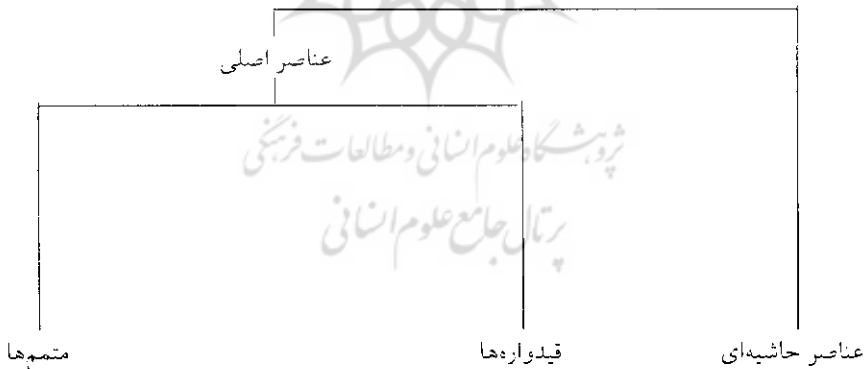 عناصر اصلی
پژوهشگاه علوم انسانی و مطالعات فرهنگی
پرتال جامع علوم انسانی
عناصر حاشیه‌ای
قیدواره‌ها
متمم‌ها